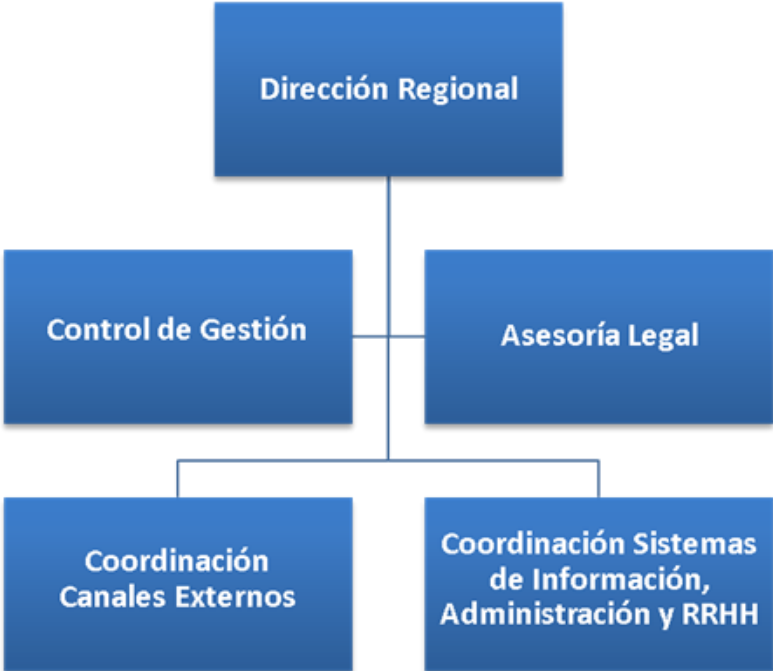 Dirección Regional
Control de Gestión
Asesoría Legal
Coordinación
Canales Externos
Coordinación Sistemas
de Información,
Administración y RRHH